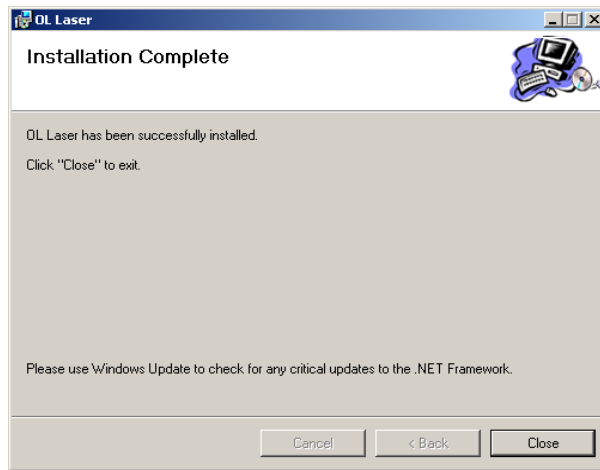 OL Laser
Installation Complete
OL Laser has been successfully installed.
Click "Close" to exit.
Please use Windows Update to check for any critical updates to the .NET Framework.
Cancel < Back Close